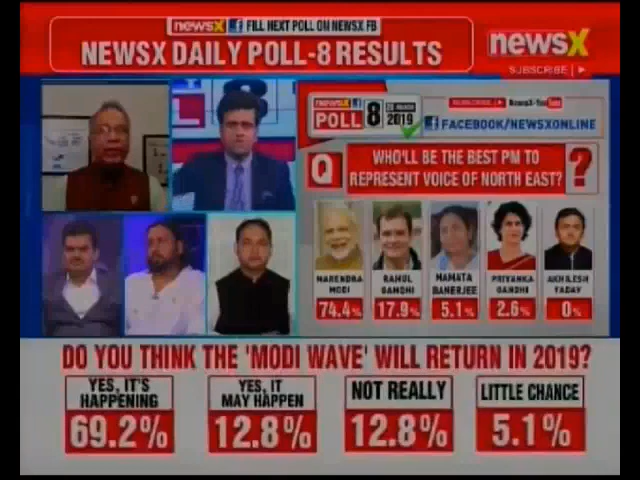 newsX f FILL NEXT POLL ON NEWSX FB
NEWSX DAILY POLL-8 RESULTS
newsX
SUBSCRIBE
newsX
POLL 8
2019
SUBSCRIBE NewsX-YouTube
FACEBOOK/NEWSXONLINE
Q WHO'LL BE THE BEST PM TO
REPRESENT VOICE OF NORTH EAST? ?
NARENDRA MODI
74.4%
RAHUL GANDHI
17.9%
MAMATA BANERJEE
5.1%
PRIYANKA GANDHI
2.6%
AKHILESH YADAV
0%
DO YOU THINK THE 'MODI WAVE' WILL RETURN IN 2019?
YES, IT'S
HAPPENING
69.2%
YES, IT
MAY HAPPEN
12.8%
NOT REALLY
12.8%
LITTLE CHANCE
5.1%